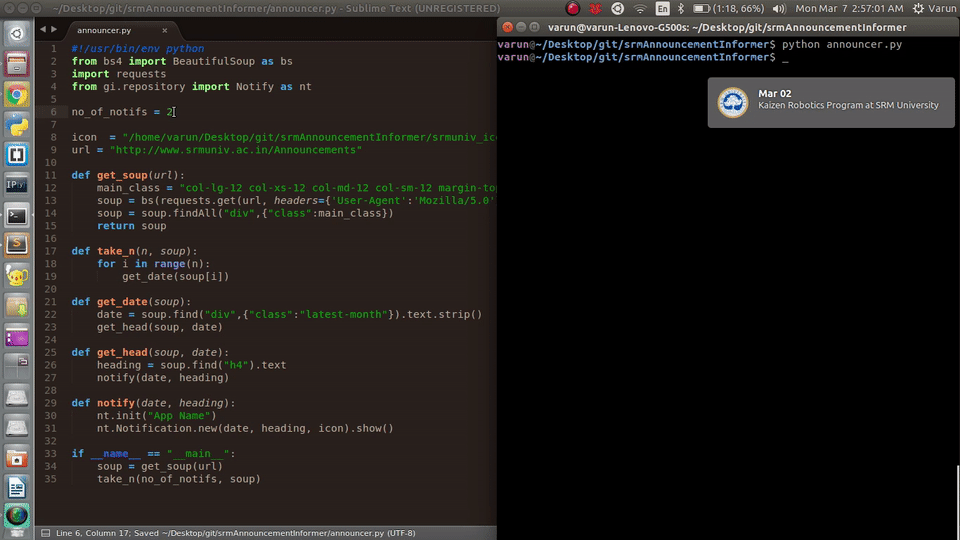 ~/Desktop/git/srmAnnouncementInformer/announcer.py - Sublime Text (UNREGISTERED)
En
(1:18, 66%)
Mon Mar 7 2:57:01 AM
Varun
announcer.py
1 #!/usr/bin/env python
2 from bs4 import BeautifulSoup as bs
3 import requests
4 from gi.repository import Notify as nt
5
6 no_of_notifs = 2
7
8 icon = "/home/varun/Desktop/git/srmAnnouncementInformer/srmuniv_ic
9 url = "http://www.srmuniv.ac.in/Announcements"
10
11 def get_soup(url):
12 main_class = "col-lg-12 col-xs-12 col-md-12 col-sm-12 margin-top
13 soup = bs(requests.get(url, headers={'User-Agent':'Mozilla/5.0'
14 soup = soup.findAll("div",{"class":main_class})
15 return soup
16
17 def take_n(n, soup):
18 for i in range(n):
19 get_date(soup[i])
20
21 def get_date(soup):
22 date = soup.find("div",{"class":"latest-month"}).text.strip()
23 get_head(soup, date)
24
25 def get_head(soup, date):
26 heading = soup.find("h4").text
27 notify(date, heading)
28
29 def notify(date, heading):
30 nt.init("App Name")
31 nt.Notification.new(date, heading, icon).show()
32
33 if __name__ == "__main__":
34 soup = get_soup(url)
35 take_n(no_of_notifs, soup)
Line 6, Column 17; Saved ~/Desktop/git/srmAnnouncementInformer/announcer.py (UTF-8)
varun@varun-Lenovo-G500s: ~/Desktop/git/srmAnnouncementInformer
varun@~/Desktop/git/srmAnnouncementInformer$ python announcer.py
varun@~/Desktop/git/srmAnnouncementInformer$ _
Mar 02
Kaizen Robotics Program at SRM University
IP